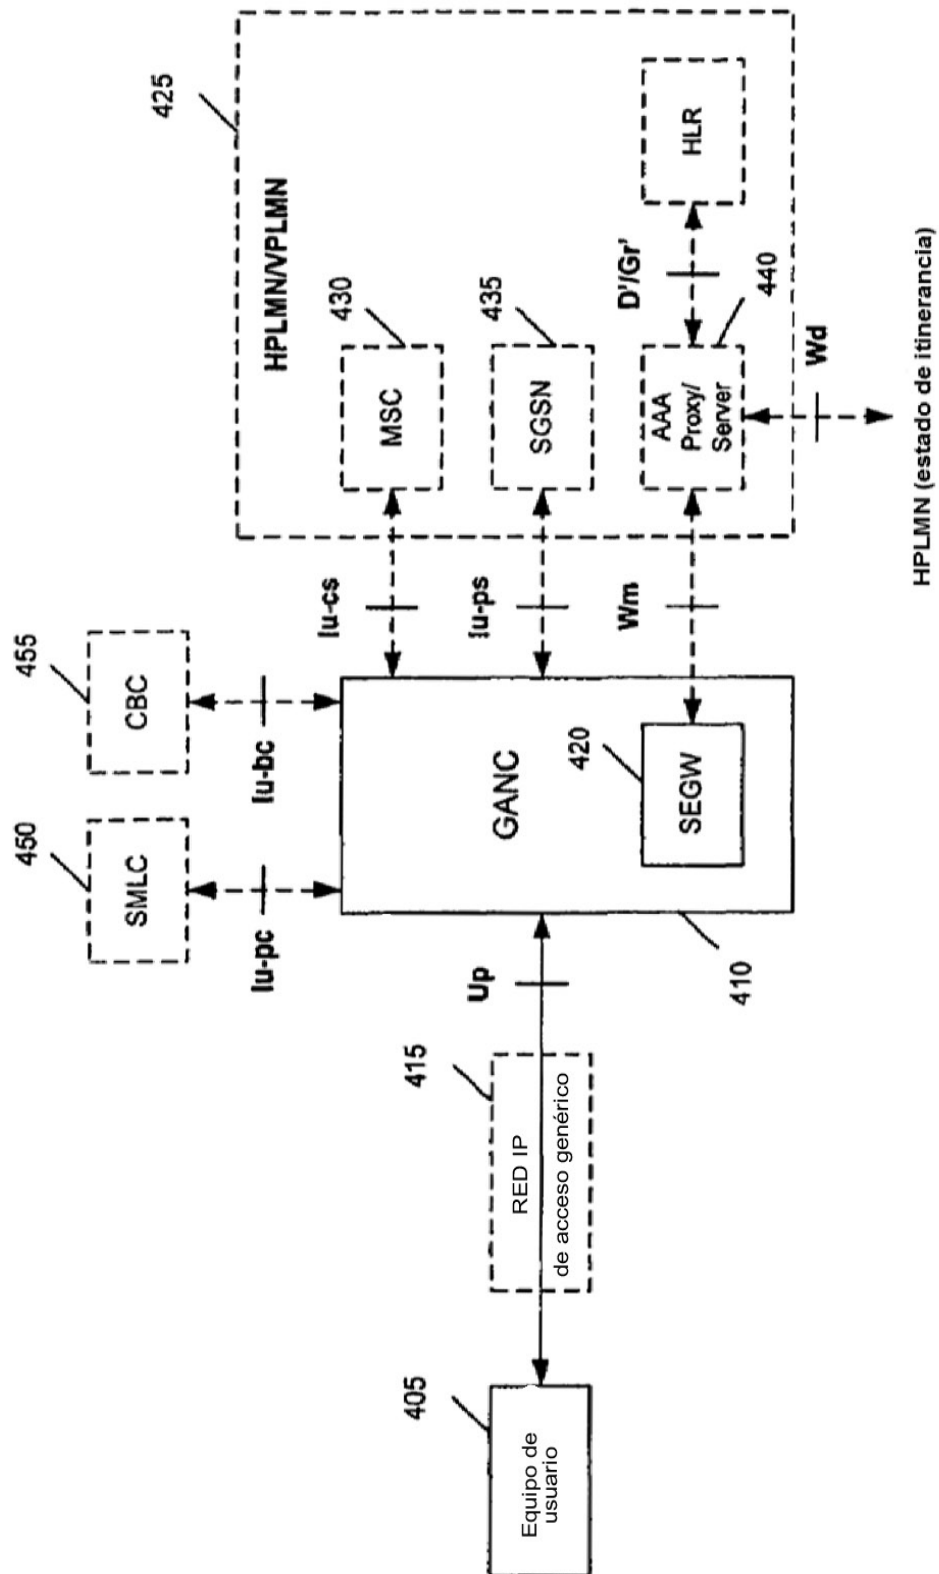 455
CBC
450
SMLC
Iu-bc
Iu-pc
425
HPLMN/VPLMN
430
MSC
Iu-cs
435
SGSN
Iu-ps
HLR
D'/Gr'
440
AAA
Proxy/
Server
Wm
Wd
HPLMN (estado de itinerancia)
GANC
420
SEGW
410
Up
415
RED IP
de acceso genérico
405
Equipo de
usuario